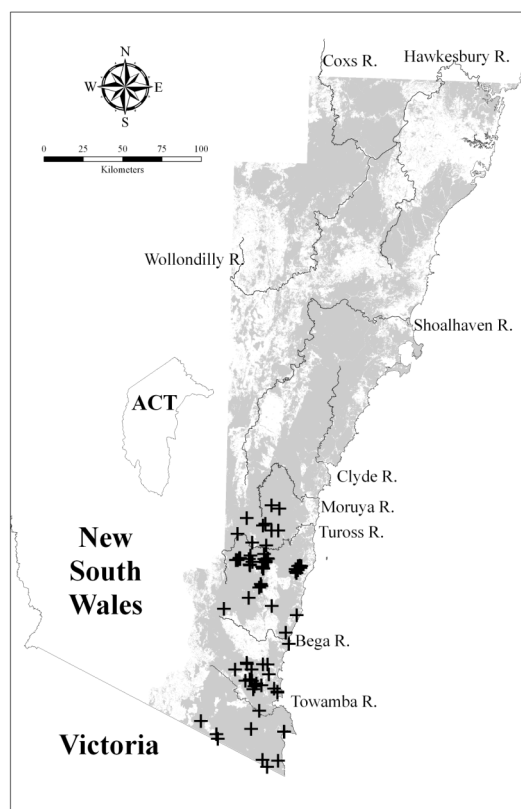 Coxs R.
Hawkesbury R.
N
W
E
S
0 25 50 75 100
Kilometers
Wollondilly R.
Shoalhaven R.
ACT
Clyde R.
Moruya R.
Tuross R.
New
South
Wales
Bega R.
Towamba R.
Victoria